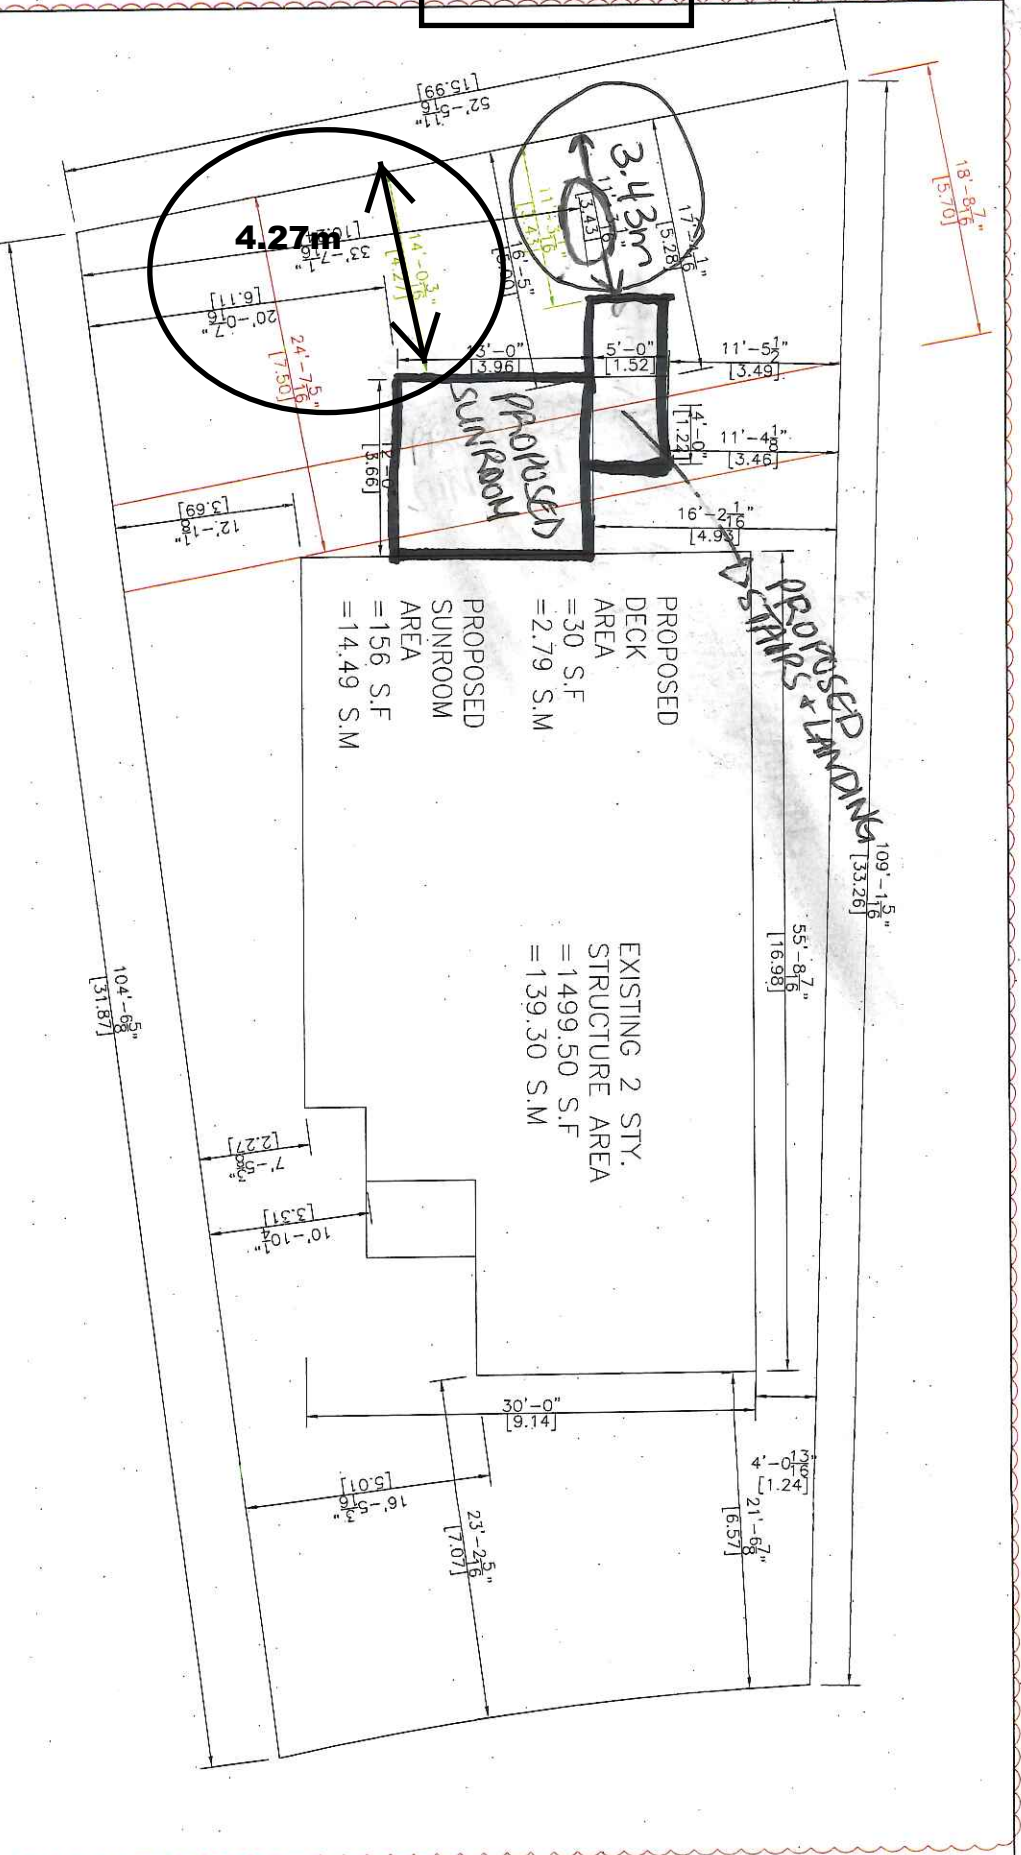 52'-5 11/16"
[15.99]
18'-8 7/16"
[5.70]
3.43m
[3.43]
17'-
[5.28]
4.27m
33'-7 1/16"
14'-0 3/16"
[4.27]
16'-5"
20'-0 7/16"
[6.11]
24'-7 5/16"
[7.50]
13'-0"
[3.96]
5'-0"
[1.52]
11'-5 1/2"
[3.49]
4'-0"
[1.22]
11'-4 1/8"
[3.46]
[3.66]
PROPOSED
SUNROOM
12'-1 1/8"
[3.69]
16'-2 1/16"
[4.93]
PROPOSED
STAIRS + LANDING
PROPOSED
DECK
AREA
=30 S.F
=2.79 S.M
PROPOSED
SUNROOM
AREA
=156 S.F
=14.49 S.M
109'-1 5/16"
[33.26]
55'-8 7/16"
[16.98]
EXISTING 2 STY.
STRUCTURE AREA
=1499.50 S.F
=139.30 S.M
104'-6 5/8"
[31.87]
7'-5 3/8"
[2.27]
10'-10 1/4"
[3.31]
30'-0"
[9.14]
4'-0 13/16"
[1.24]
16'-5 3/16"
[5.01]
23'-2 5/16"
[7.07]
21'-6 7/8"
[6.57]